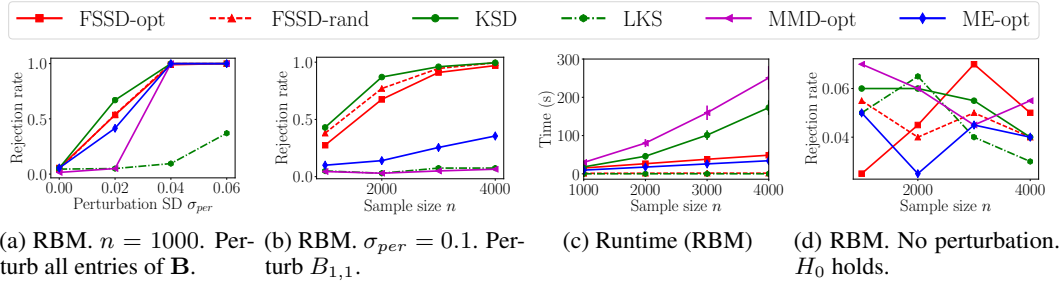 FSSD-opt FSSD-rand KSD LKS MMD-opt ME-opt
Rejection rate
1.0
0.5
0.0
0.00 0.02 0.04 0.06
Perturbation SD σper
(a) RBM. n = 1000. Per-
turb all entries of B.
Rejection rate
1.0
0.5
0.0
2000 4000
Sample size n
(b) RBM. σper = 0.1. Per-
turb B1,1.
Time (s)
300
200
100
0
1000 2000 3000 4000
Sample size n
(c) Runtime (RBM)
Rejection rate
0.06
0.04
2000 4000
Sample size n
(d) RBM. No perturbation.
H0 holds.